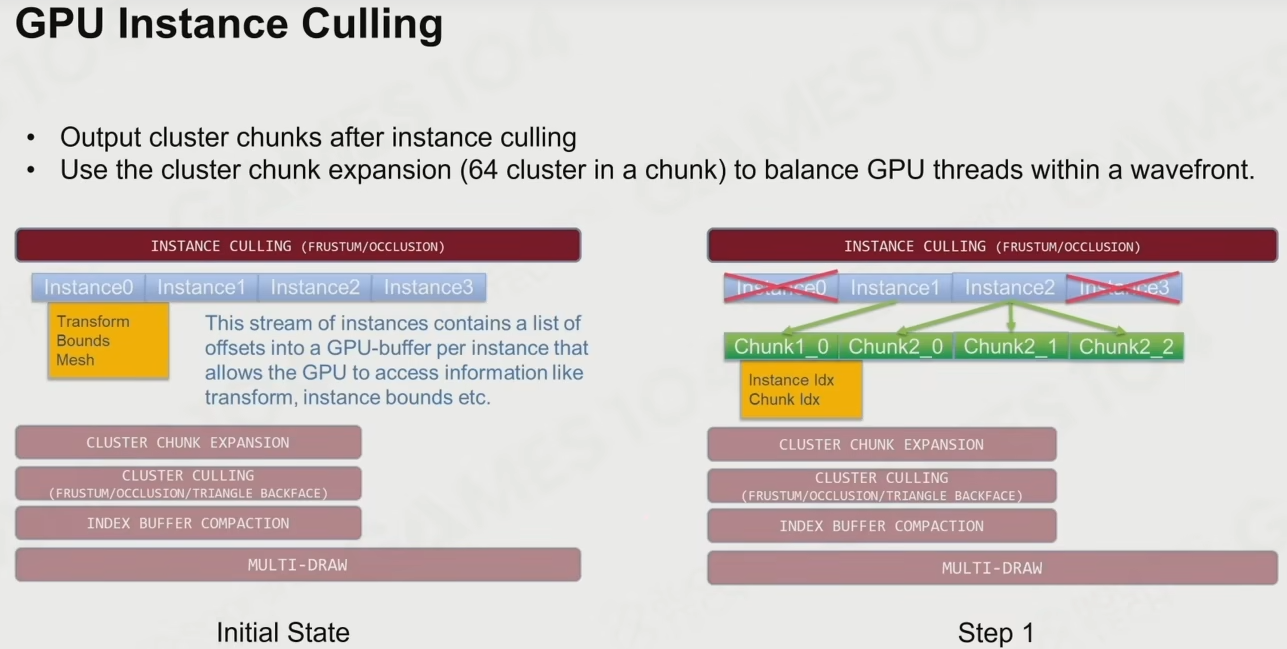 GPU Instance Culling
• Output cluster chunks after instance culling
• Use the cluster chunk expansion (64 cluster in a chunk) to balance GPU threads within a wavefront.
INSTANCE CULLING (FRUSTUM/OCCLUSION)
Instance0 Instance1 Instance2 Instance3
Transform
Bounds
Mesh
This stream of instances contains a list of
offsets into a GPU-buffer per instance that
allows the GPU to access information like
transform, instance bounds etc.
CLUSTER CHUNK EXPANSION
CLUSTER CULLING
(FRUSTUM/OCCLUSION/TRIANGLE BACKFACE)
INDEX BUFFER COMPACTION
MULTI-DRAW
Initial State
INSTANCE CULLING (FRUSTUM/OCCLUSION)
Instance0 Instance1 Instance2 Instance3
Chunk1_0 Chunk2_0 Chunk2_1 Chunk2_2
Instance Idx
Chunk Idx
CLUSTER CHUNK EXPANSION
CLUSTER CULLING
(FRUSTUM/OCCLUSION/TRIANGLE BACKFACE)
INDEX BUFFER COMPACTION
MULTI-DRAW
Step 1